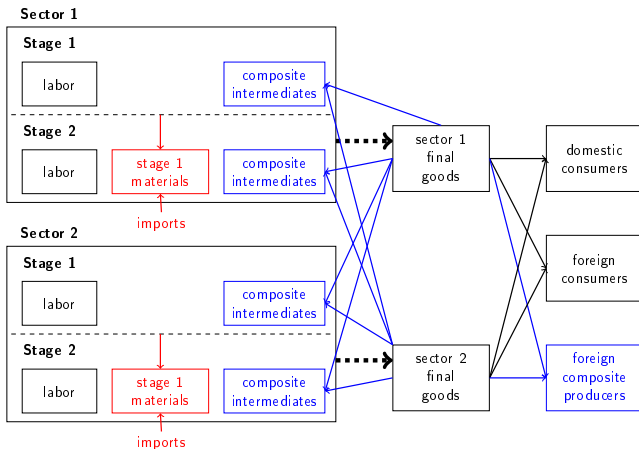 Sector 1
Stage 1
labor
composite
intermediates
Stage 2
labor
stage 1
materials
composite
intermediates
imports
Sector 2
Stage 1
labor
composite
intermediates
Stage 2
labor
stage 1
materials
composite
intermediates
imports
sector 1
final
goods
sector 2
final
goods
domestic
consumers
foreign
consumers
foreign
composite
producers